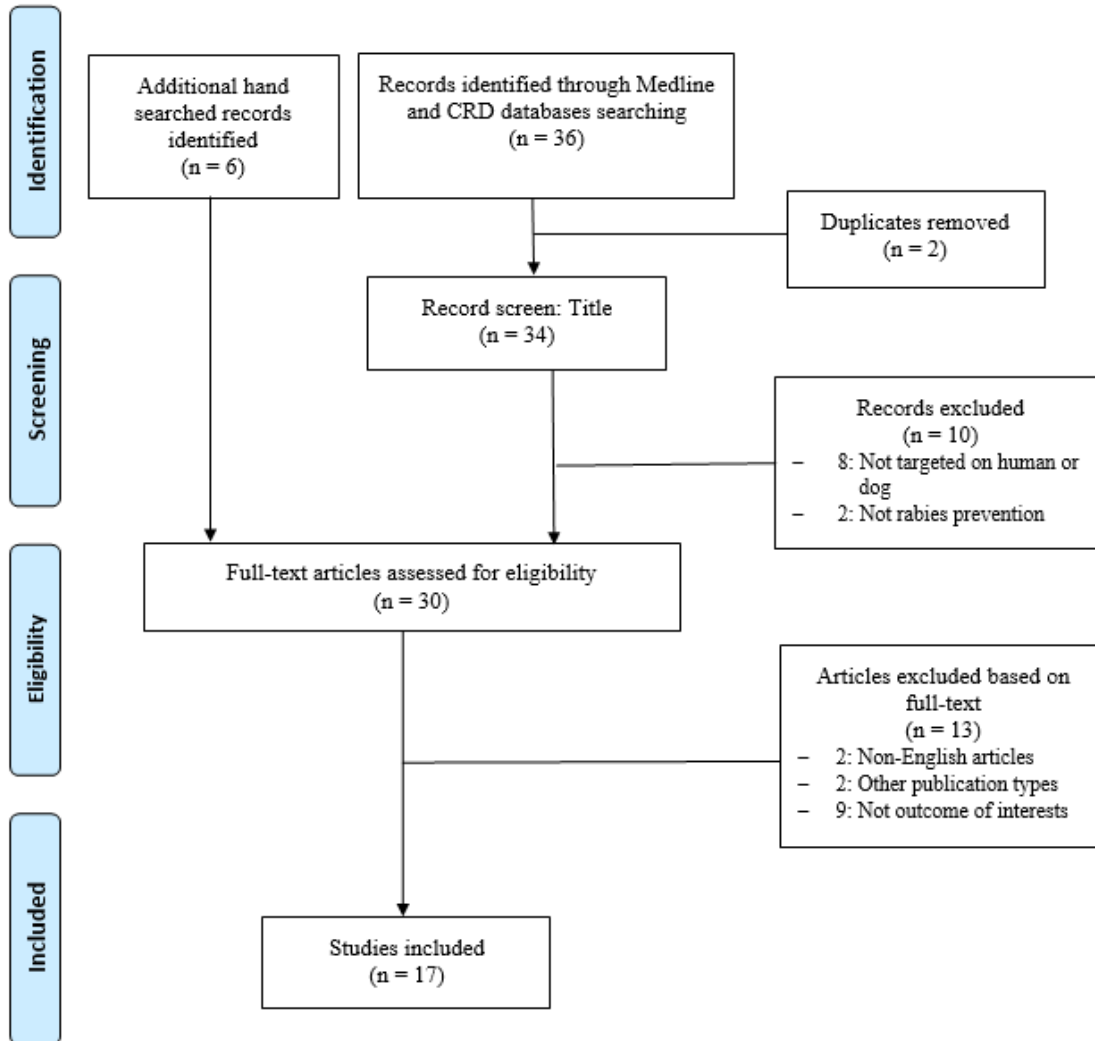 Identification
Additional hand
searched records
identified
(n = 6)
Records identified through Medline
and CRD databases searching
(n = 36)
Duplicates removed
(n = 2)
Screening
Record screen: Title
(n = 34)
Records excluded
(n = 10)
– 8: Not targeted on human or
dog
– 2: Not rabies prevention
Eligibility
Full-text articles assessed for eligibility
(n = 30)
Articles excluded based on
full-text
(n = 13)
– 2: Non-English articles
– 2: Other publication types
– 9: Not outcome of interests
Included
Studies included
(n = 17)